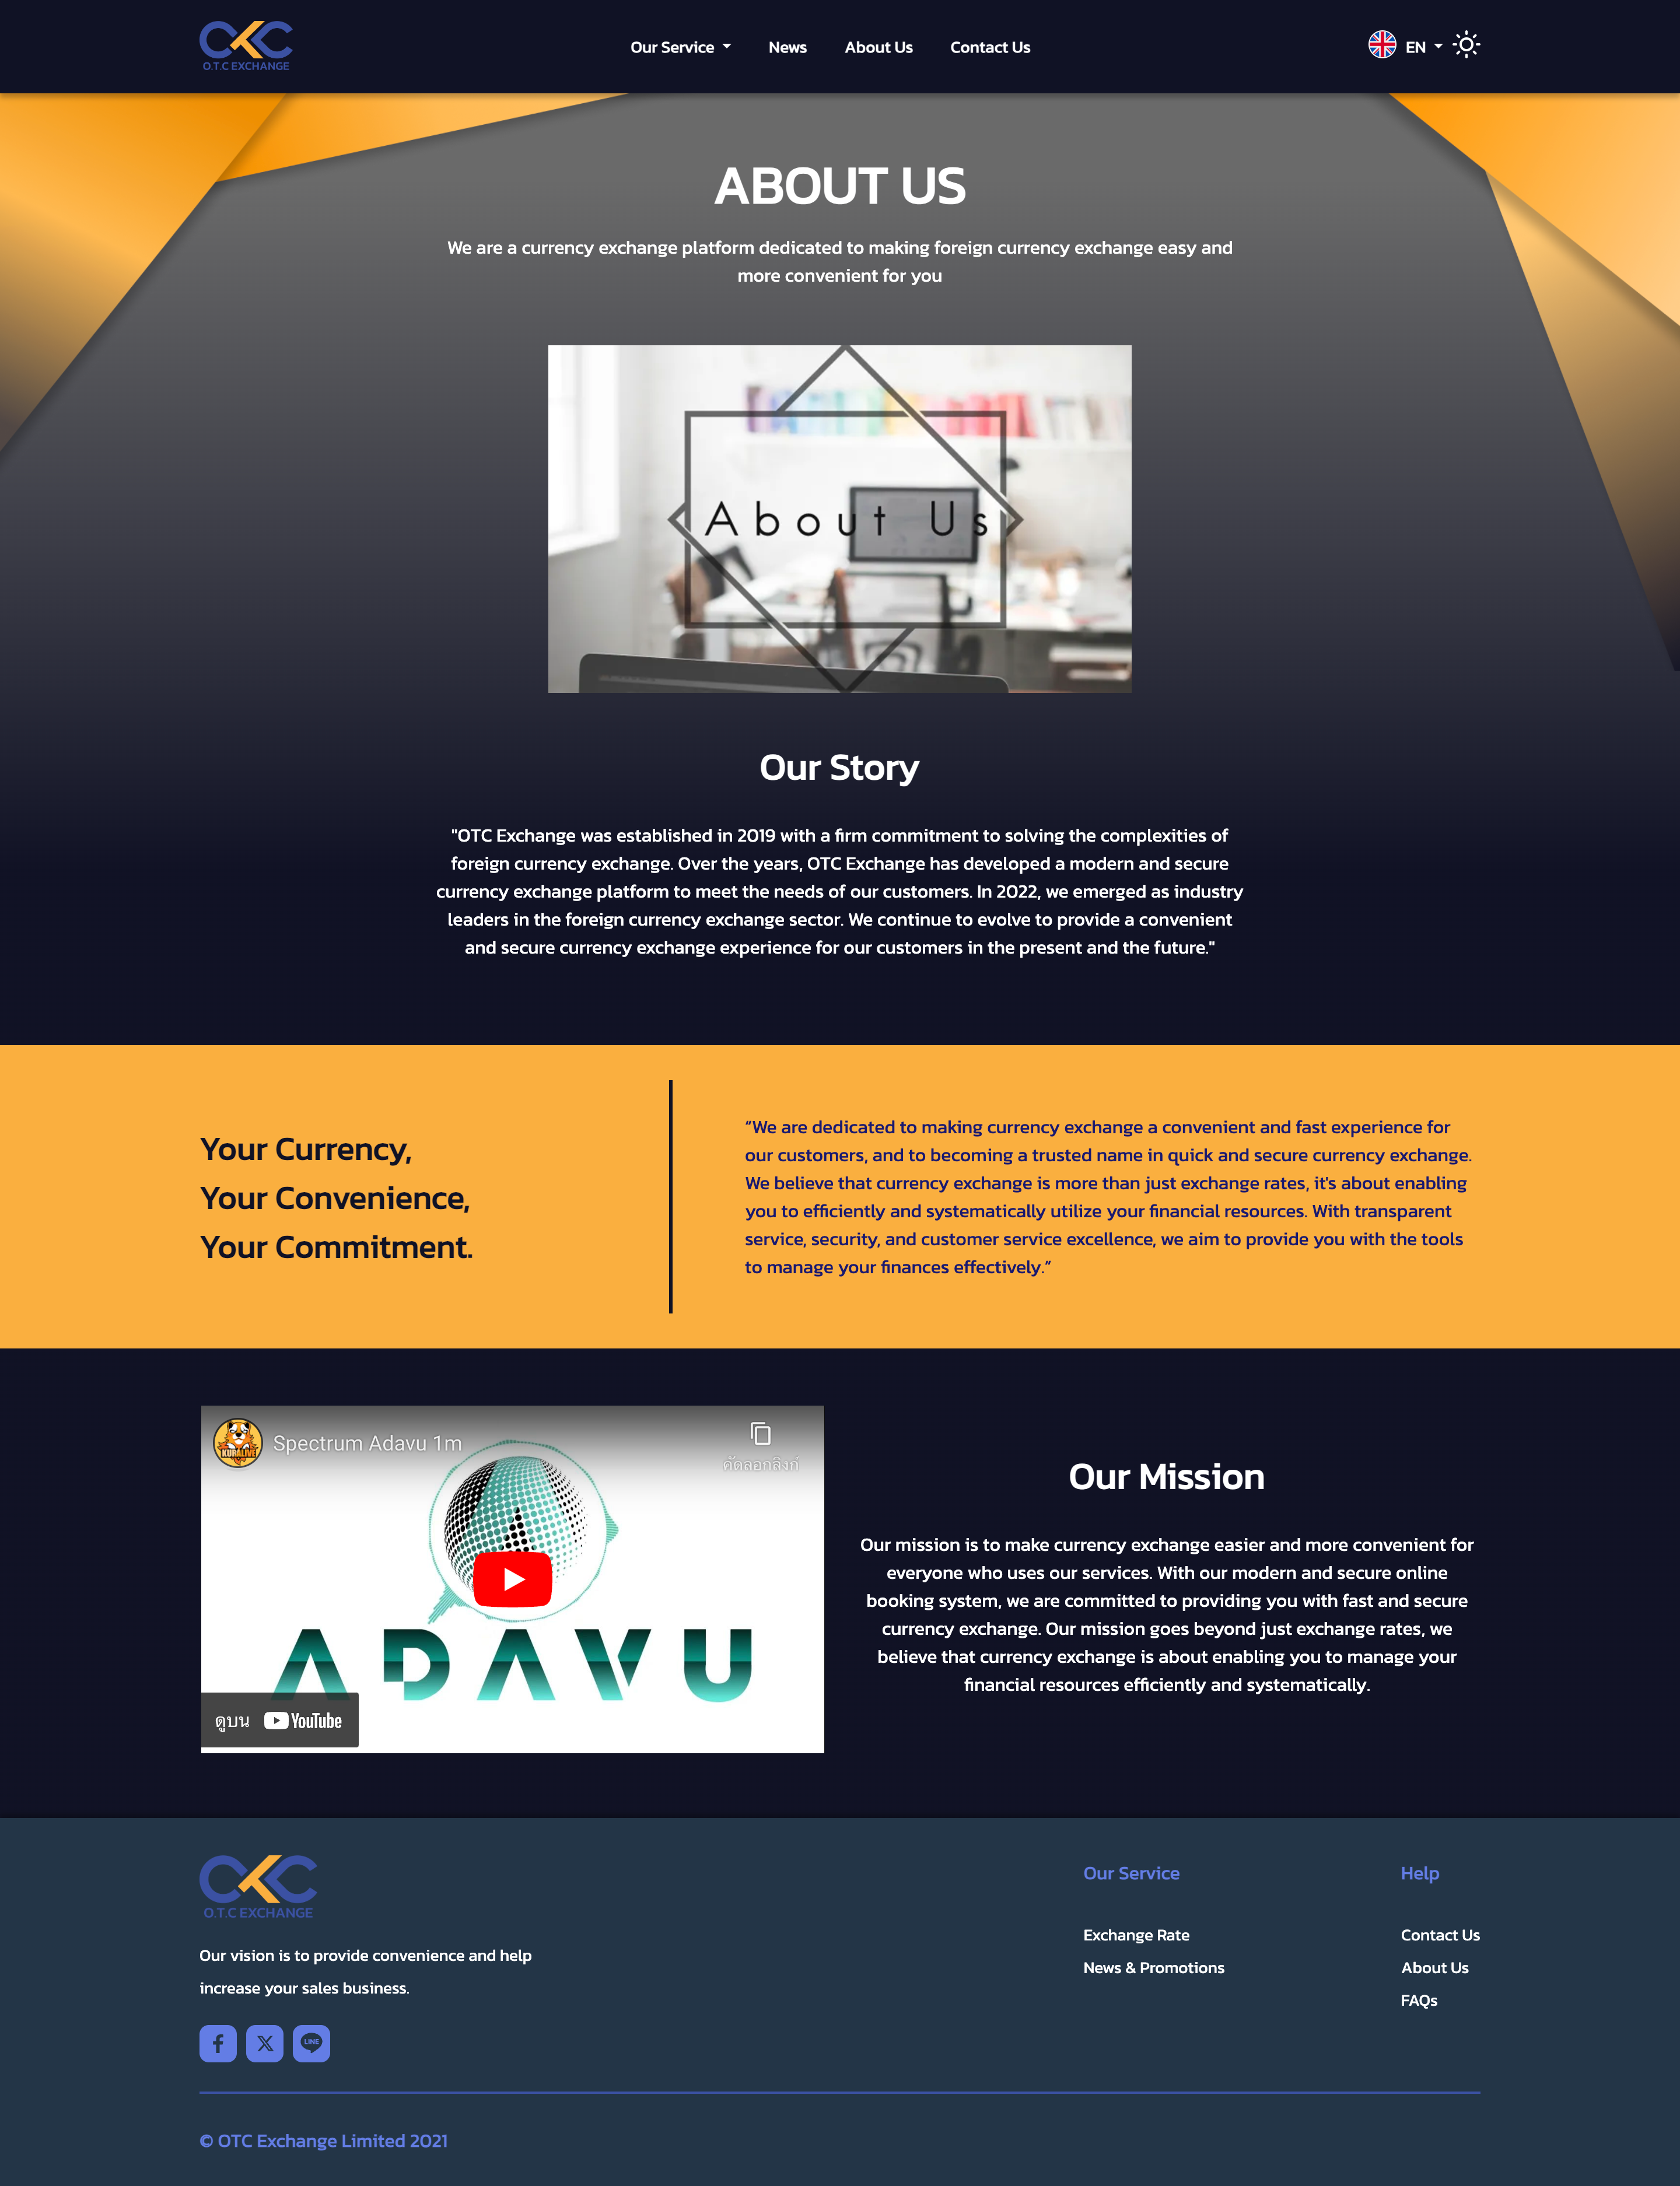 O.T.C EXCHANGE
Our Service
News
About Us
Contact Us
EN
ABOUT US
We are a currency exchange platform dedicated to making foreign currency exchange easy and
more convenient for you
About Us
Our Story
"OTC Exchange was established in 2019 with a firm commitment to solving the complexities of
foreign currency exchange. Over the years, OTC Exchange has developed a modern and secure
currency exchange platform to meet the needs of our customers. In 2022, we emerged as industry
leaders in the foreign currency exchange sector. We continue to evolve to provide a convenient
and secure currency exchange experience for our customers in the present and the future."
Your Currency,
Your Convenience,
Your Commitment.
“We are dedicated to making currency exchange a convenient and fast experience for
our customers, and to becoming a trusted name in quick and secure currency exchange.
We believe that currency exchange is more than just exchange rates, it's about enabling
you to efficiently and systematically utilize your financial resources. With transparent
service, security, and customer service excellence, we aim to provide you with the tools
to manage your finances effectively.”
KORALIVE
Spectrum Adavu 1m
คัดลอกลิงก์
ADAVU
ดูบน YouTube
Our Mission
Our mission is to make currency exchange easier and more convenient for
everyone who uses our services. With our modern and secure online
booking system, we are committed to providing you with fast and secure
currency exchange. Our mission goes beyond just exchange rates, we
believe that currency exchange is about enabling you to manage your
financial resources efficiently and systematically.
O.T.C EXCHANGE
Our vision is to provide convenience and help
increase your sales business.
LINE
Our Service
Exchange Rate
News & Promotions
Help
Contact Us
About Us
FAQs
© OTC Exchange Limited 2021